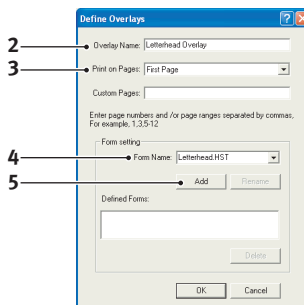 Define Overlays
2 Overlay Name: Letterhead Overlay
3 Print on Pages: First Page
Custom Pages:
Enter page numbers and /or page ranges separated by commas,
For example, 1,3,5-12
Form setting
4 Form Name: Letterhead.HST
5 Add Rename
Defined Forms:
Delete
OK Cancel